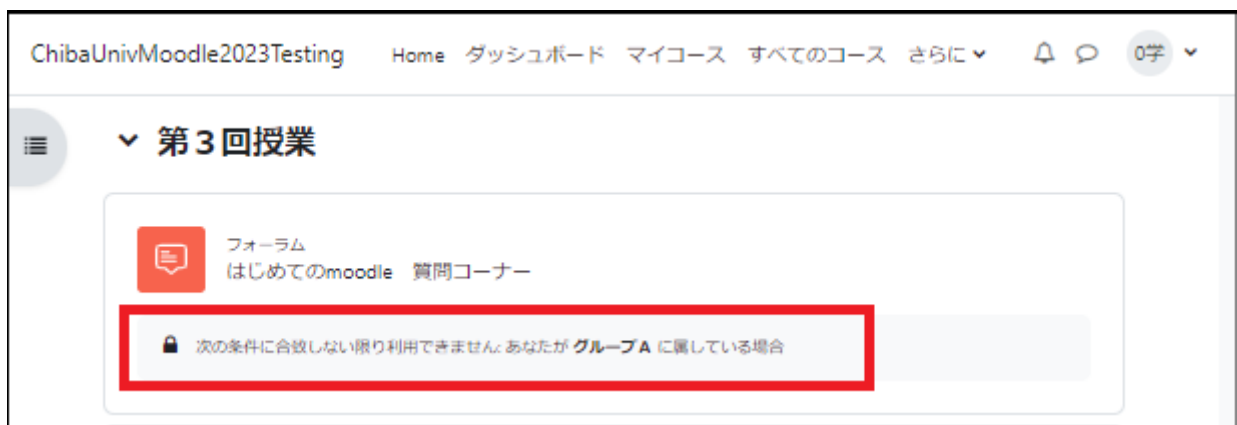 ChibaUnivMoodle2023Testing Home ダッシュボード マイコース すべてのコース さらに 0学
第3回授業
フォーラム
はじめてのmoodle 質問コーナー
次の条件に合致しない限り利用できません: あなたが グループA に属している場合